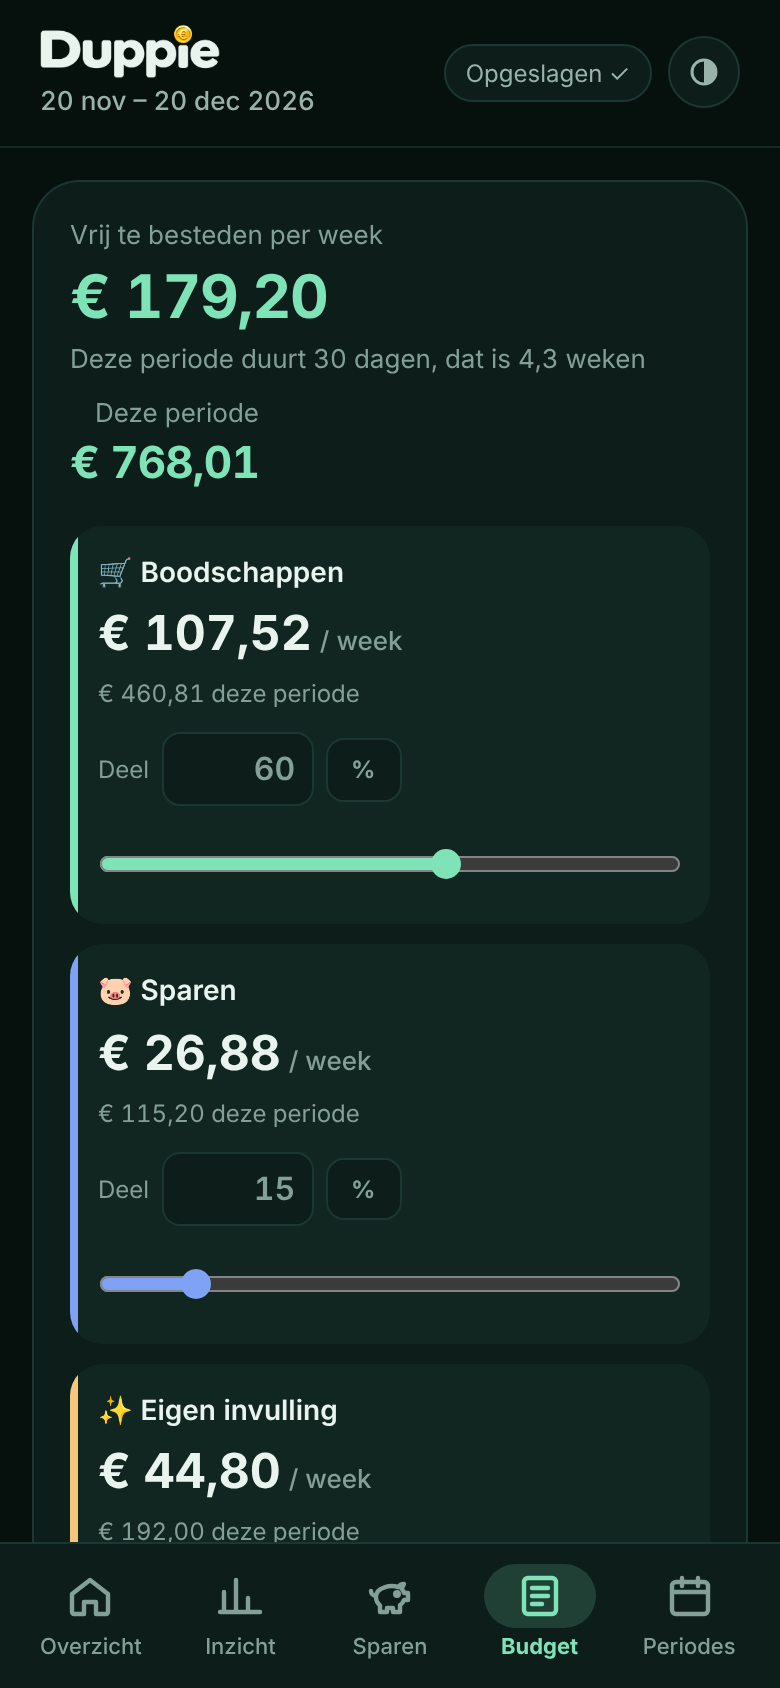 Duppie
20 nov – 20 dec 2026
Opgeslagen ✓
Vrij te besteden per week
€ 179,20
Deze periode duurt 30 dagen, dat is 4,3 weken
Deze periode
€ 768,01
🛒 Boodschappen
€ 107,52 / week
€ 460,81 deze periode
Deel 60 %
🐷 Sparen
€ 26,88 / week
€ 115,20 deze periode
Deel 15 %
✨ Eigen invulling
€ 44,80 / week
€ 192,00 deze periode
Overzicht Inzicht Sparen Budget Periodes